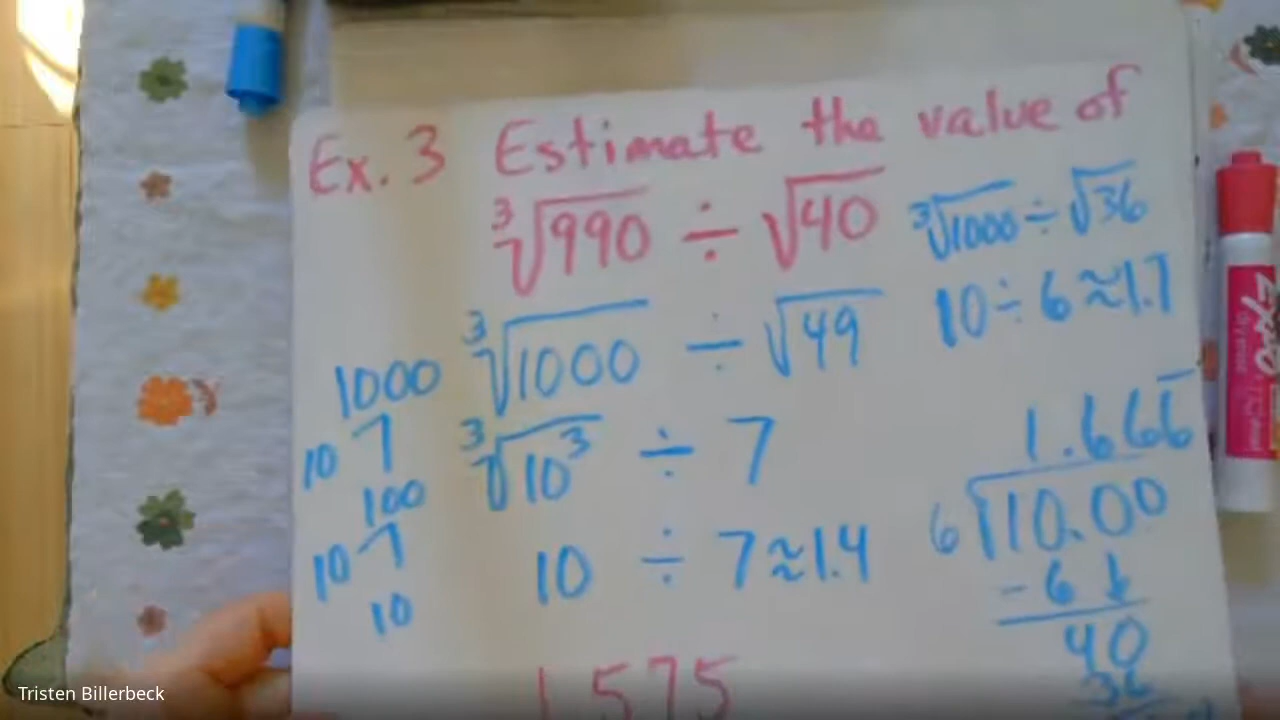 Ex. 3 Estimate the value of
∛990 ÷ √40
∛1000 ÷ √36
10 ÷ 6 ≈ 1.7
∛1000 ÷ √49
∛10³ ÷ 7
10 ÷ 7 ≈ 1.4
1.575
1000
10
100
10
10
1.666̅
6√10.00
-6↓
40
36
EXPO
Tristen Billerbeck